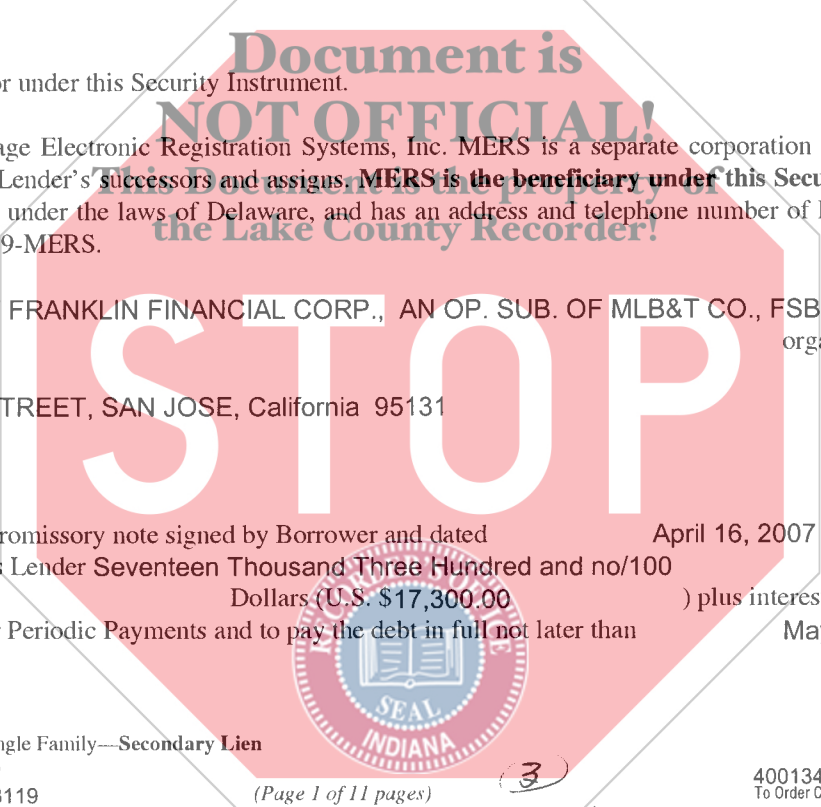 Document is
or under this Security Instrument.
NOT OFFICIAL!
age Electronic Registration Systems, Inc. MERS is a separate corporation
Lender's successors and assigns. MERS is the beneficiary under this Secu
This Document is the property of
under the laws of Delaware, and has an address and telephone number of
the Lake County Recorder!
9-MERS.
FRANKLIN FINANCIAL CORP., AN OP. SUB. OF MLB&T CO., FSB
orga
STOP
TREET, SAN JOSE, California 95131
romissory note signed by Borrower and dated April 16, 2007
s Lender Seventeen Thousand Three Hundred and no/100
Dollars (U.S. $17,300.00 ) plus interes
Periodic Payments and to pay the debt in full not later than Ma
RECORDER'S OFFICE
SEAL
INDIANA
ngle Family—Secondary Lien
3
400134
3119 (Page 1 of 11 pages) To Order C